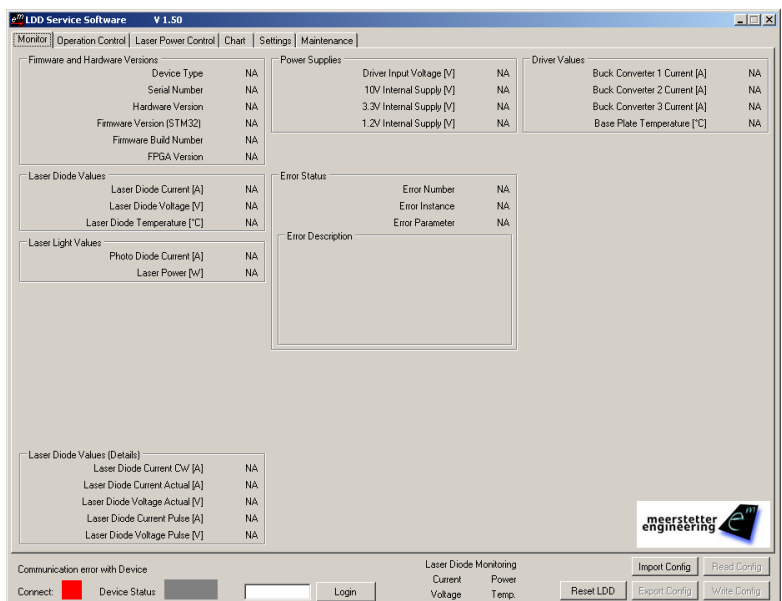 LDD Service Software V 1.50
Monitor Operation Control Laser Power Control Chart Settings Maintenance
Firmware and Hardware Versions
Device Type NA
Serial Number NA
Hardware Version NA
Firmware Version (STM32) NA
Firmware Build Number NA
FPGA Version NA
Power Supplies
Driver Input Voltage [V] NA
10V Internal Supply [V] NA
3.3V Internal Supply [V] NA
1.2V Internal Supply [V] NA
Driver Values
Buck Converter 1 Current [A] NA
Buck Converter 2 Current [A] NA
Buck Converter 3 Current [A] NA
Base Plate Temperature [°C] NA
Laser Diode Values
Laser Diode Current [A] NA
Laser Diode Voltage [V] NA
Laser Diode Temperature [°C] NA
Error Status
Error Number NA
Error Instance NA
Error Parameter NA
Error Description
Laser Light Values
Photo Diode Current [A] NA
Laser Power [W] NA
Laser Diode Values (Details)
Laser Diode Current CW [A] NA
Laser Diode Current Actual [A] NA
Laser Diode Voltage Actual [V] NA
Laser Diode Current Pulse [A] NA
Laser Diode Voltage Pulse [V] NA
meerstetter
engineering
em
Communication error with Device
Connect: Device Status Login
Laser Diode Monitoring
Current Power
Voltage Temp.
Reset LDD
Import Config Read Config
Export Config Write Config